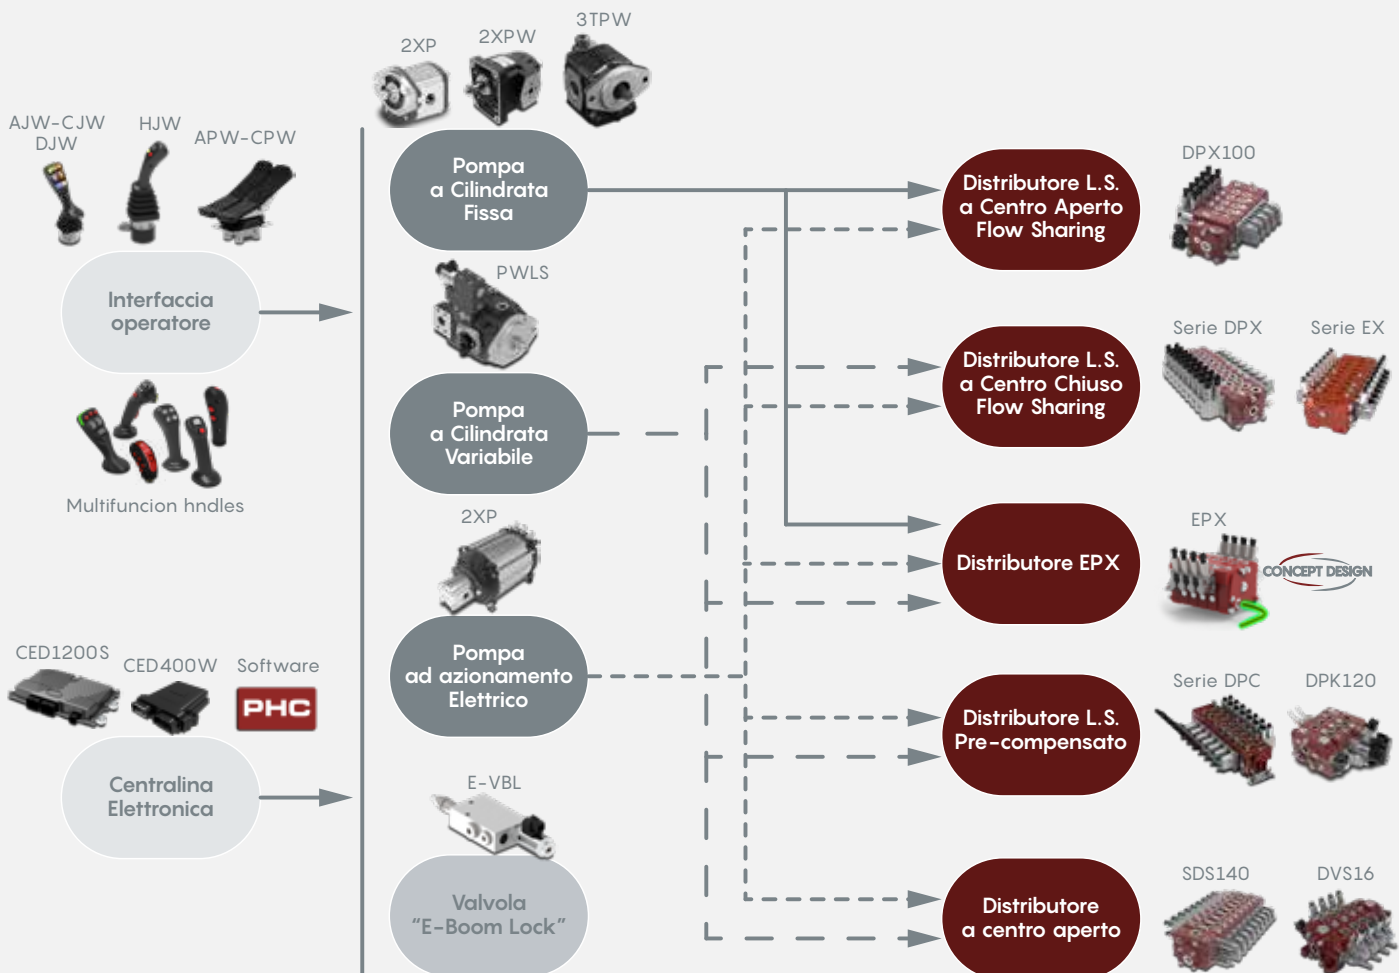 3TPW
2XPW
2XP
AJW-CJW
DJW
HJW
APW-CPW
Pompa
a Cilindrata
Fissa
Distributore L.S.
a Centro Aperto
Flow Sharing
DPX100
Interfaccia
operatore
PWLS
Serie DPX
Serie EX
Distributore L.S.
a Centro Chiuso
Flow Sharing
Pompa
a Cilindrata
Variabile
Multifuncion hndles
2XP
EPX
Distributore EPX
CONCEPT DESIGN
CED1200S
CED400W
Software
PHC
Pompa
ad azionamento
Elettrico
Serie DPC
DPK120
Distributore L.S.
Pre-compensato
Centralina
Elettronica
E-VBL
Valvola
“E-Boom Lock”
SDS140
DVS16
Distributore
a centro aperto